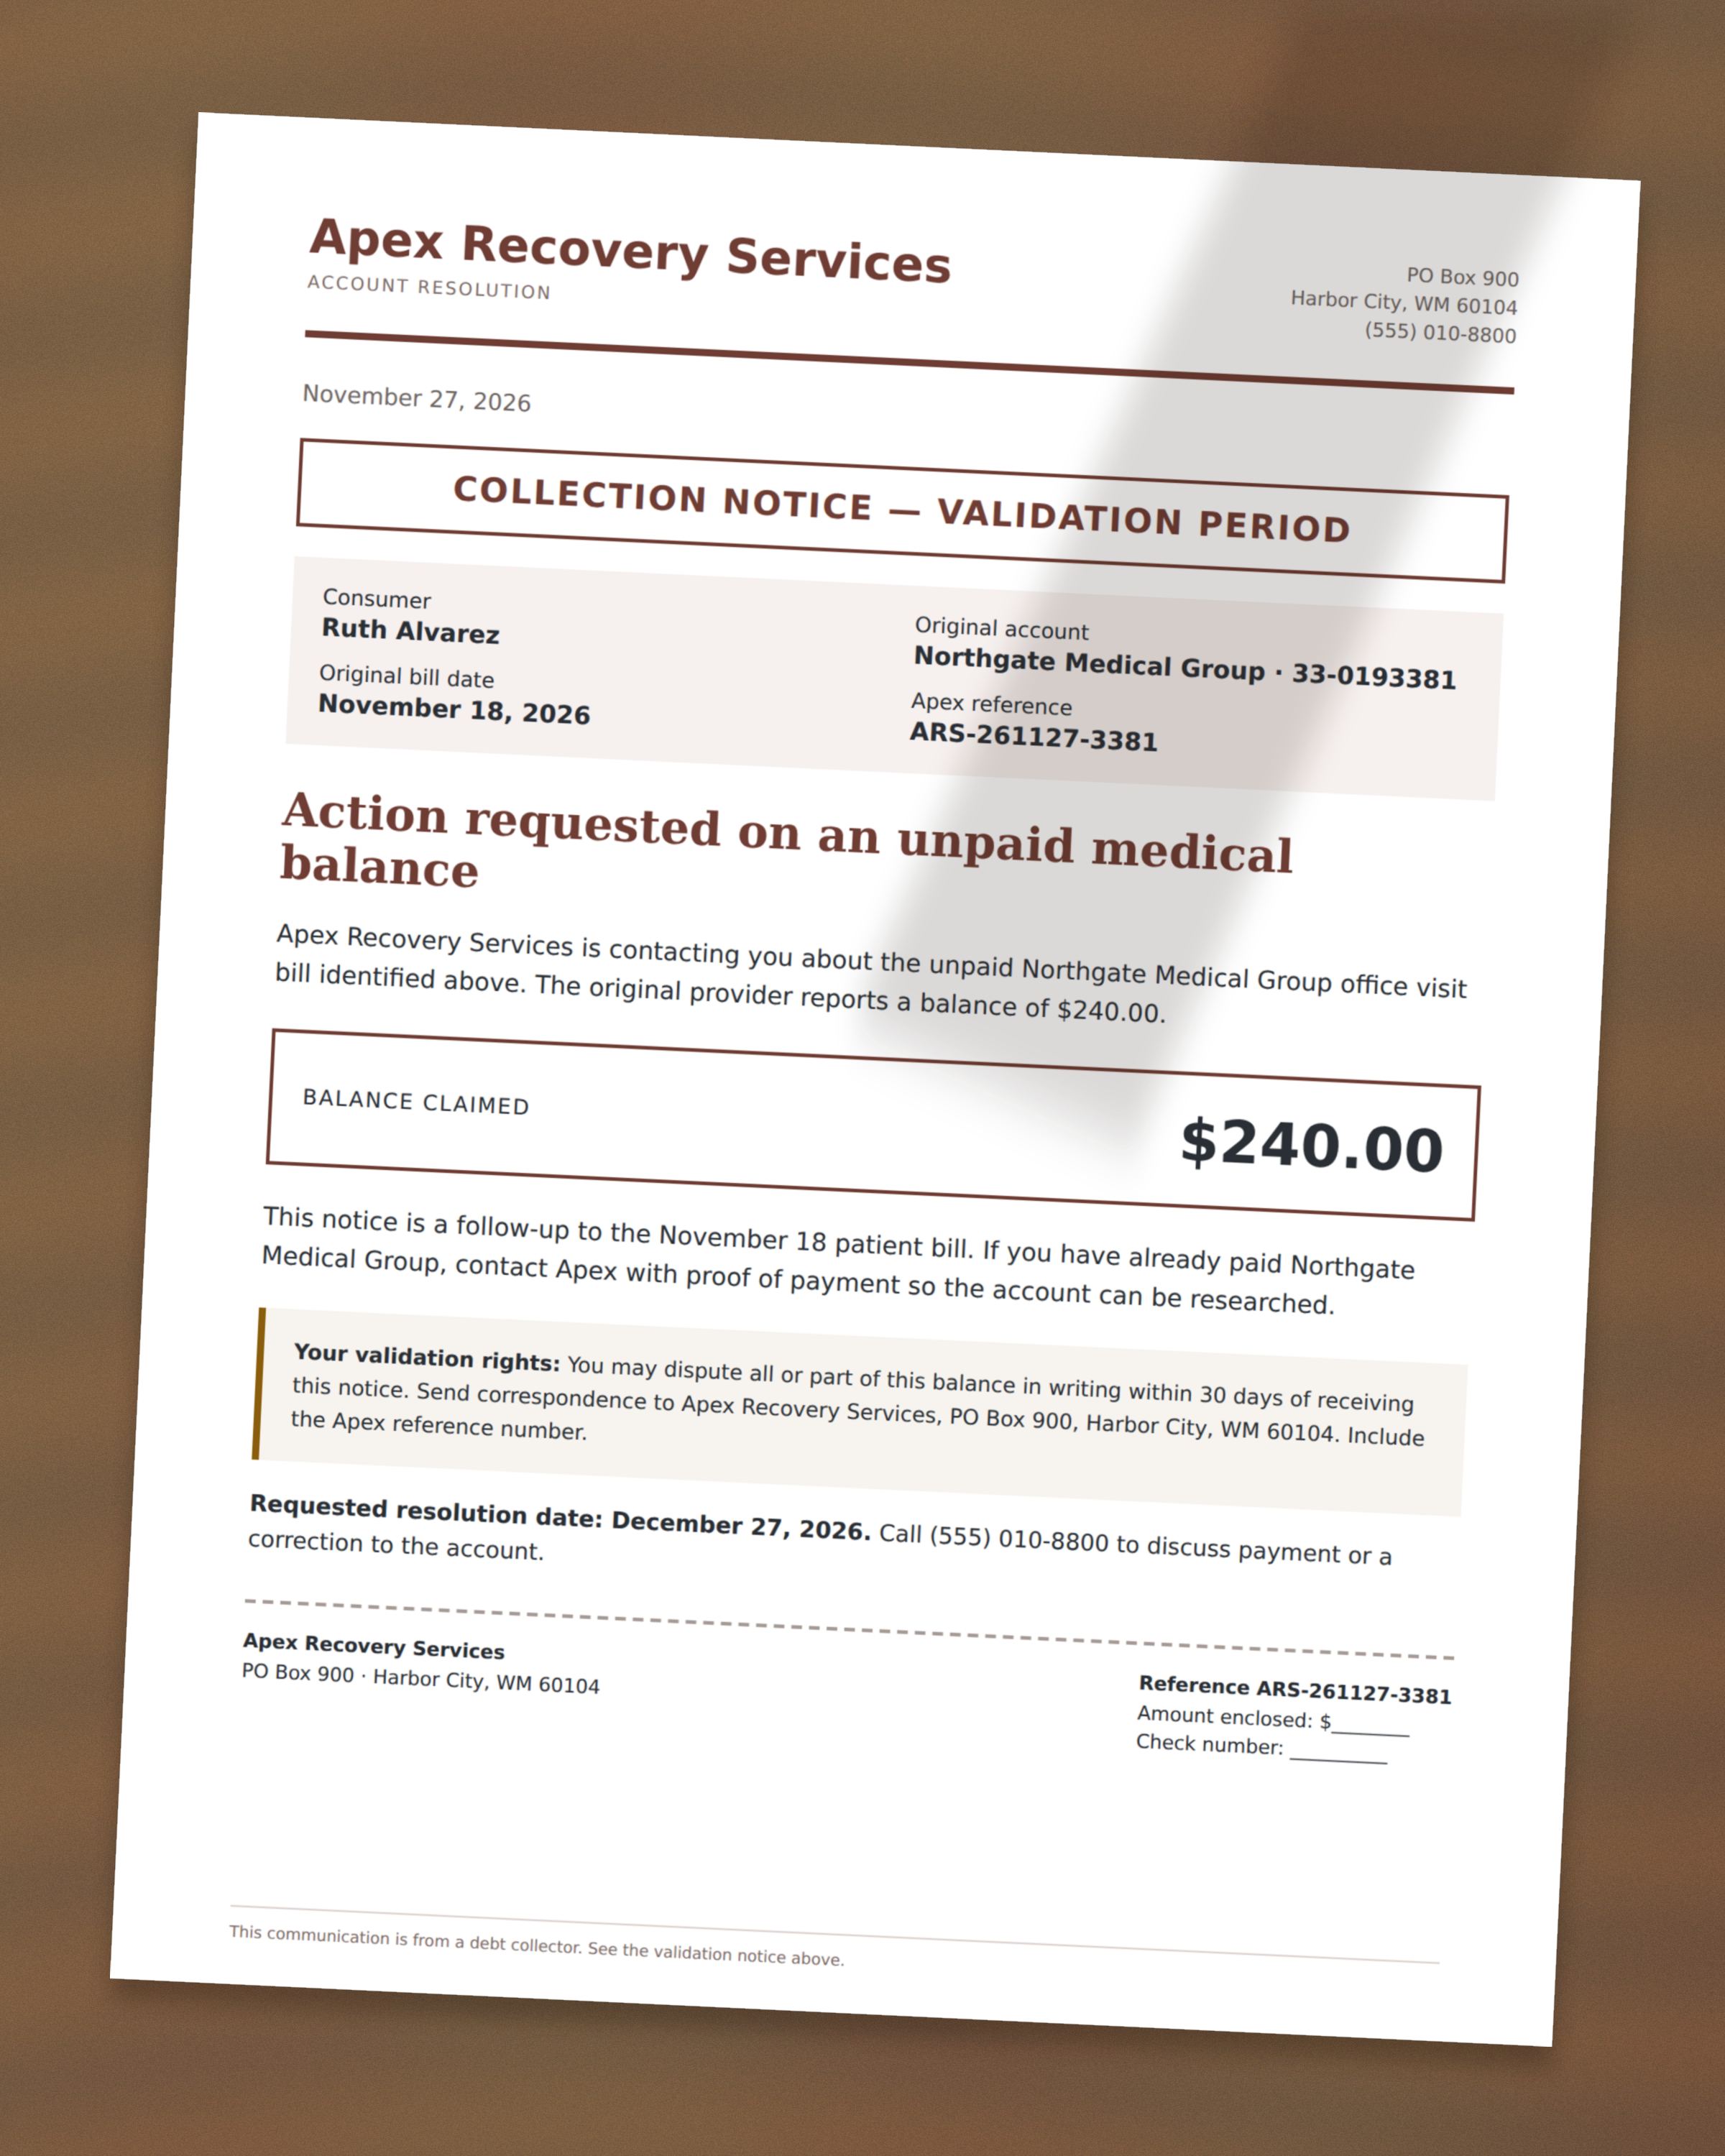 Apex Recovery Services
ACCOUNT RESOLUTION
PO Box 900
Harbor City, WM 60104
(555) 010-8800
November 27, 2026
COLLECTION NOTICE — VALIDATION PERIOD
Consumer
Ruth Alvarez
Original account
Northgate Medical Group · 33-0193381
Original bill date
November 18, 2026
Apex reference
ARS-261127-3381
Action requested on an unpaid medical
balance
Apex Recovery Services is contacting you about the unpaid Northgate Medical Group office visit
bill identified above. The original provider reports a balance of $240.00.
BALANCE CLAIMED
$240.00
This notice is a follow-up to the November 18 patient bill. If you have already paid Northgate
Medical Group, contact Apex with proof of payment so the account can be researched.
Your validation rights: You may dispute all or part of this balance in writing within 30 days of receiving
this notice. Send correspondence to Apex Recovery Services, PO Box 900, Harbor City, WM 60104. Include
the Apex reference number.
Requested resolution date: December 27, 2026. Call (555) 010-8800 to discuss payment or a
correction to the account.
Apex Recovery Services
PO Box 900 · Harbor City, WM 60104
Reference ARS-261127-3381
Amount enclosed: $________
Check number: __________
This communication is from a debt collector. See the validation notice above.